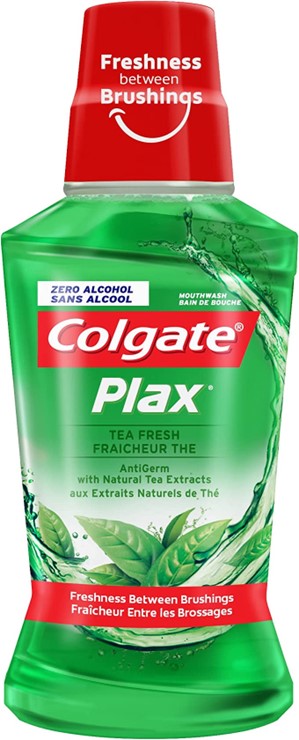 Freshness
between
Brushings
ZERO ALCOHOL
SANS ALCOOL
MOUTHWASH
BAIN DE BOUCHE
Colgate®
Plax®
TEA FRESH
FRAICHEUR THE
AntiGerm
with Natural Tea Extracts
aux Extraits Naturels de Thé
Freshness Between Brushings
Fraîcheur Entre les Brossages